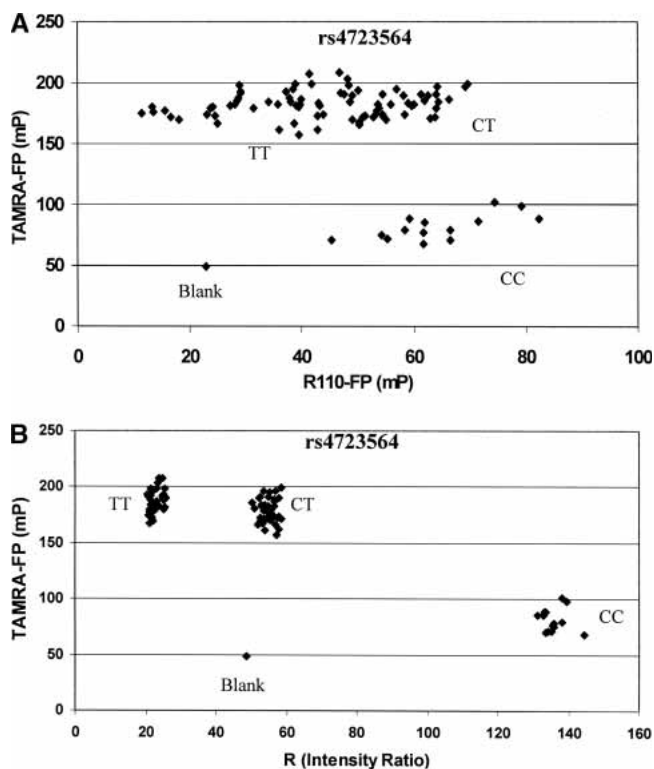 A
rs4723564
TAMRA-FP (mP)
250
200
150
100
50
0
TT
CT
Blank
CC
0 20 40 60 80 100
R110-FP (mP)
B
rs4723564
TAMRA-FP (mP)
250
200
150
100
50
0
TT
CT
CC
Blank
0 20 40 60 80 100 120 140 160
R (Intensity Ratio)